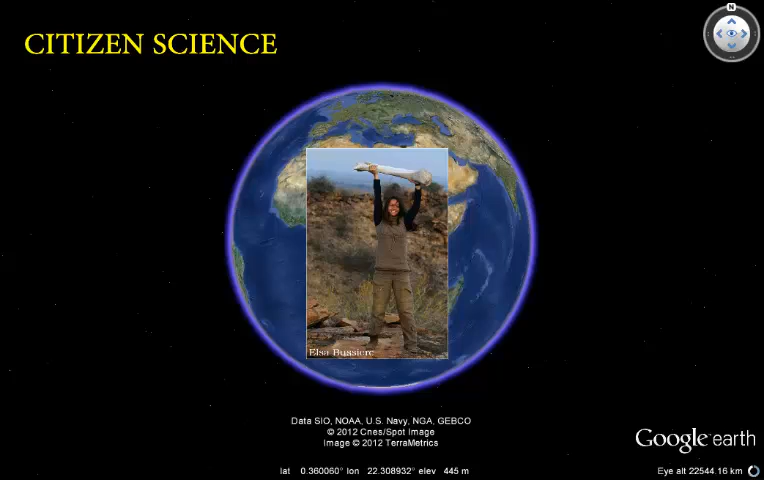 N
CITIZEN SCIENCE
Elsa Bussiere
Data SIO, NOAA, U.S. Navy, NGA, GEBCO
© 2012 Cnes/Spot Image
Image © 2012 TerraMetrics
Google earth
lat 0.360060° lon 22.308932° elev 445 m
Eye alt 22544.16 km